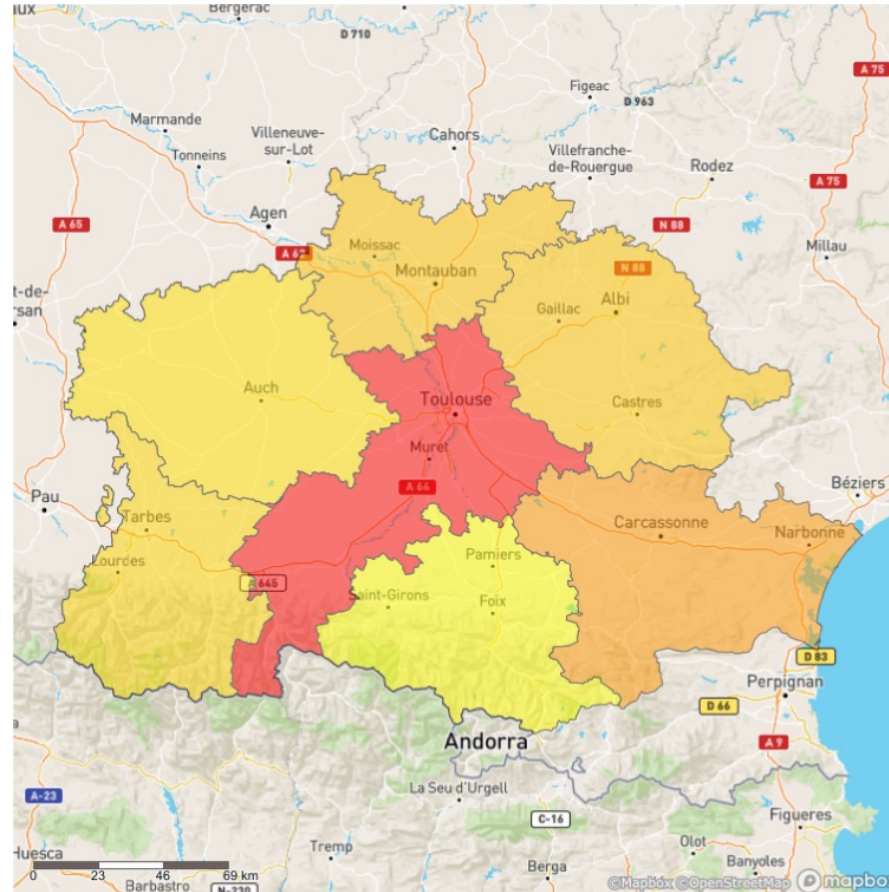 ux
Bergerac
D 710
A 75
Figeac
D 963
Marmande
Villeneuve-
sur-Lot
Cahors
Tonneins
Villefranche-
de-Rouergue
Rodez
A 75
Agen
A 65
N 88
Moissac
A 62
Millau
Montauban
N 88
t-de-
rsan
Gaillac
Albi
Auch
Toulouse
Castres
Muret
A 64
Pau
Béziers
Tarbes
Carcassonne
Narbonne
Lourdes
Pamiers
A 645
Saint-Girons
Foix
D 83
Perpignan
D 66
Andorra
A 9
La Seu d'Urgell
A-23
C-16
Figueres
Huesca
Tremp
Olot
0
23
46
69 km
Berga
Banyoles
Barbastro
N-230
©Mapbox ©OpenStreetMap
mapbo